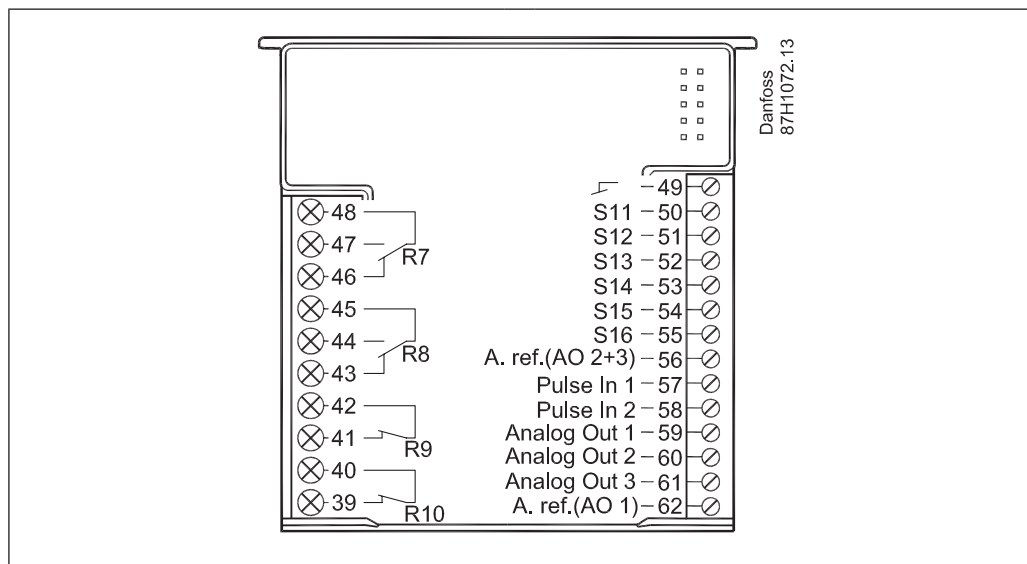 Danfoss
87H1072.13
48
47
R7
46
45
44
R8
43
42
41
R9
40
39
R10
49
S11 50
S12 51
S13 52
S14 53
S15 54
S16 55
A. ref.(AO 2+3) 56
Pulse In 1 57
Pulse In 2 58
Analog Out 1 59
Analog Out 2 60
Analog Out 3 61
A. ref.(AO 1) 62